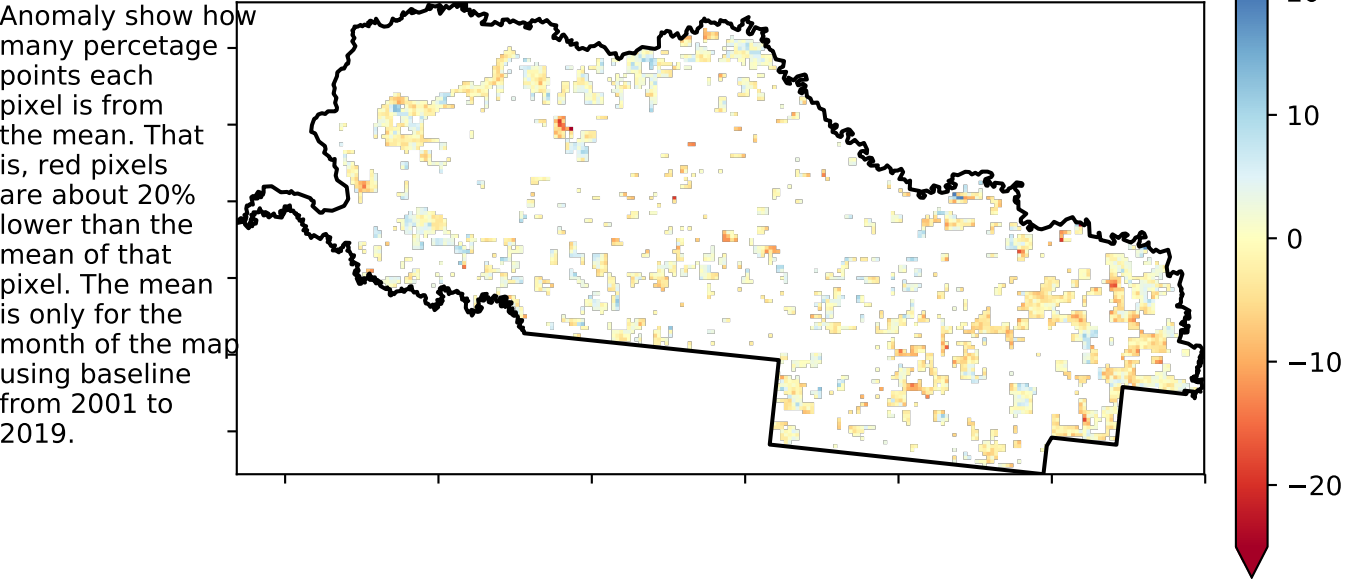 Anomaly show how
many percetage
points each
pixel is from
the mean. That
is, red pixels
are about 20%
lower than the
mean of that
pixel. The mean
is only for the
month of the map
using baseline
from 2001 to
2019.
10
0
−10
−20